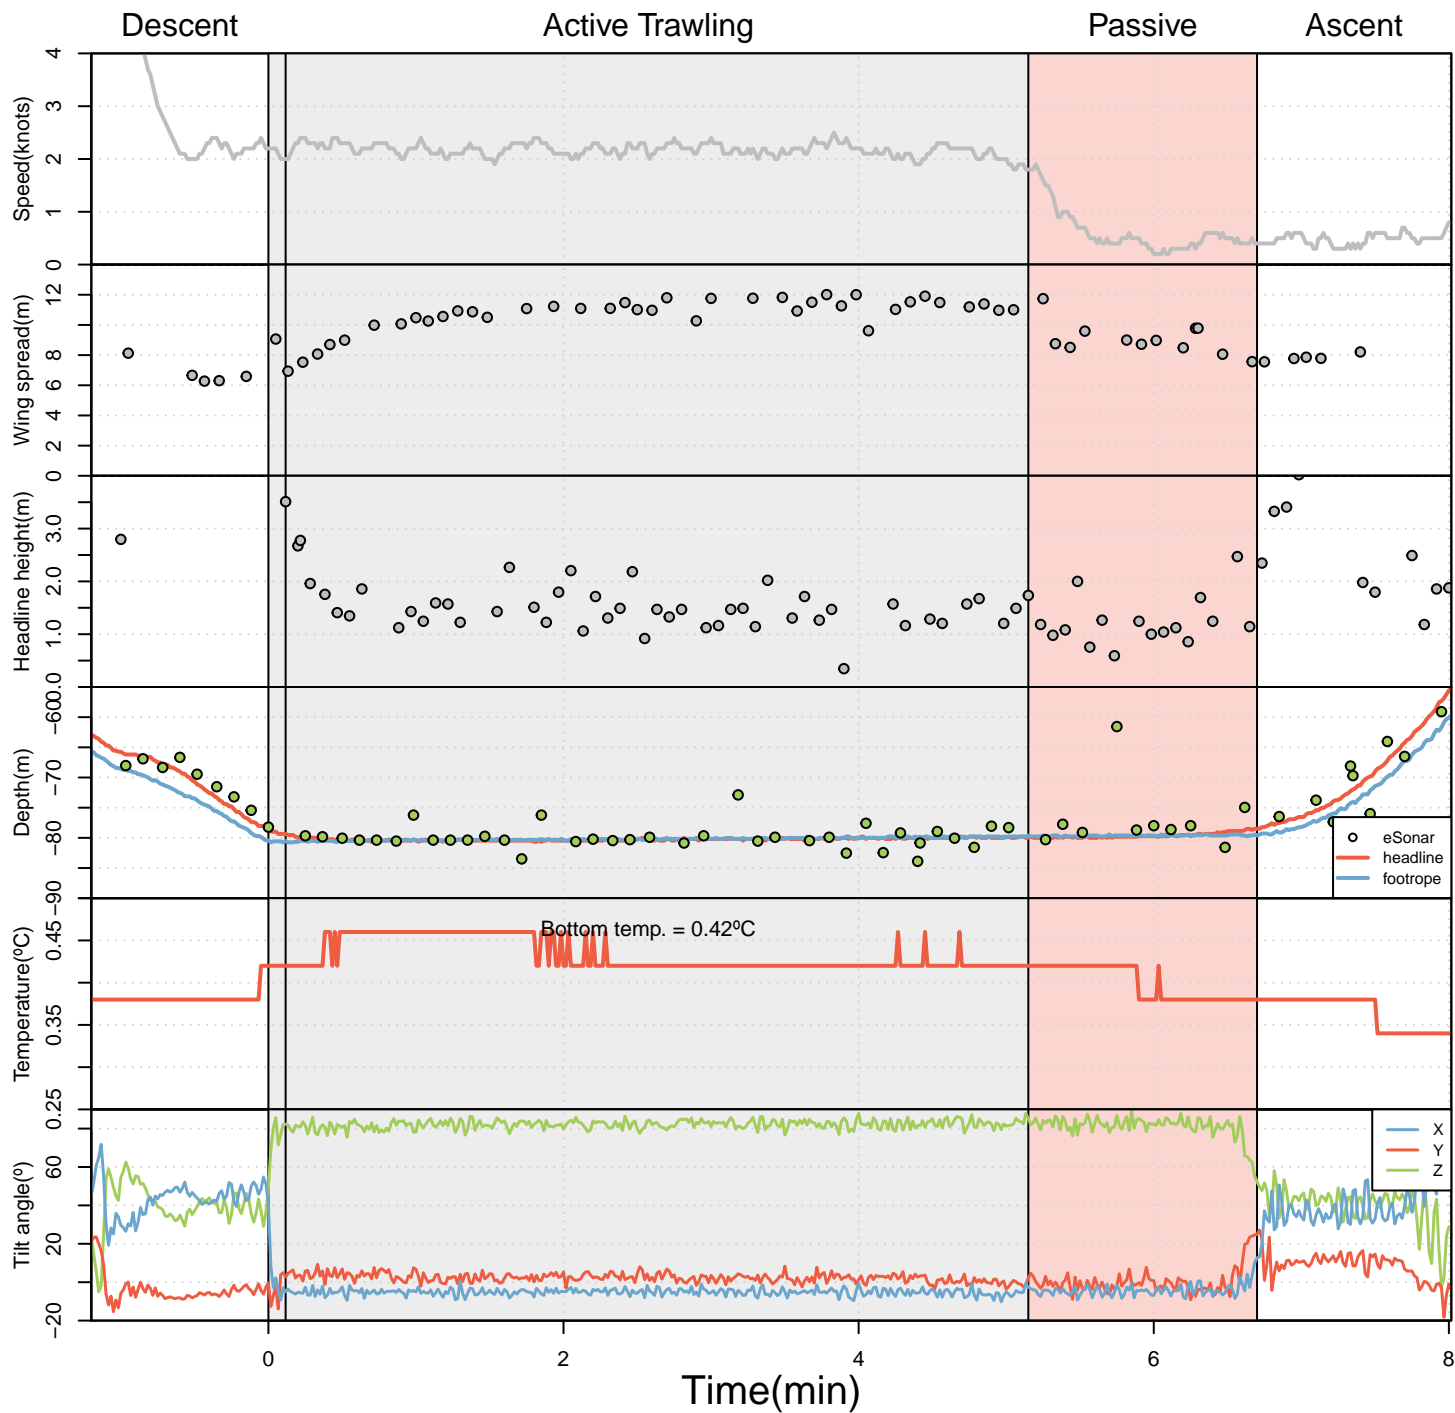 Descent Active Trawling Passive Ascent
Speed(knots)
4
3
2
1
0
Wing spread(m)
12
8
6
4
2
0
Headline height(m)
3.0
2.0
1.0
0.0
Depth(m)
−60
−70
−80
−90
eSonar
headline
footrope
Temperature(ºC)
0.45
0.35
0.25
Bottom temp. = 0.42ºC
Tilt angle(º)
60
20
−20
X
Y
Z
0 2 4 6 8
Time(min)